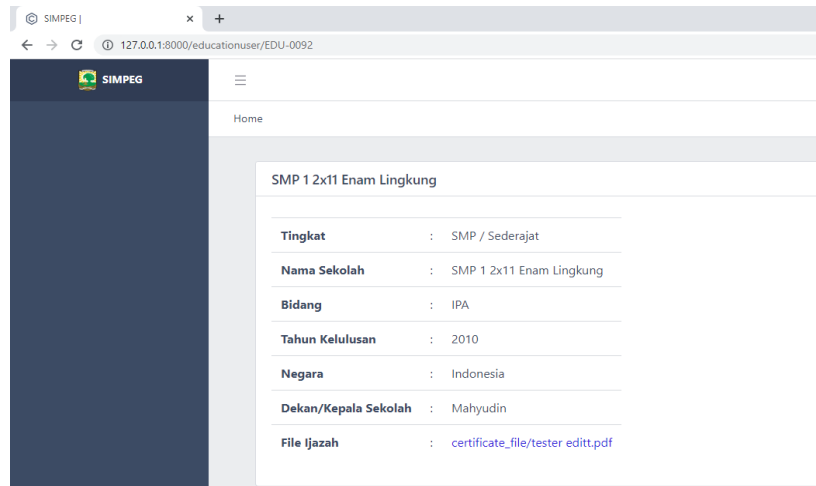 SIMPEG |
127.0.0.1:8000/educationuser/EDU-0092
SIMPEG
Home
SMP 1 2x11 Enam Lingkung
Tingkat : SMP / Sederajat
Nama Sekolah : SMP 1 2x11 Enam Lingkung
Bidang : IPA
Tahun Kelulusan : 2010
Negara : Indonesia
Dekan/Kepala Sekolah : Mahyudin
File Ijazah : certificate_file/tester editt.pdf